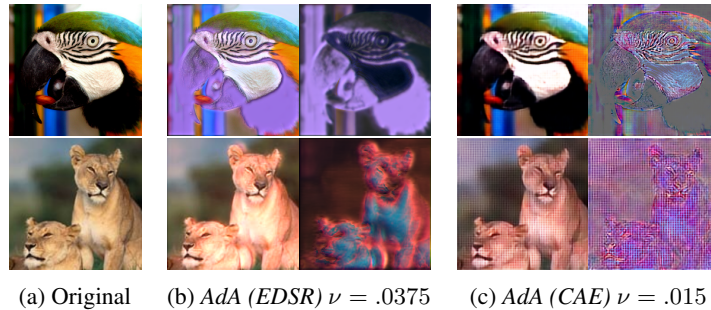 (a) Original
(b) AdA (EDSR) ν = .0375
(c) AdA (CAE) ν = .015